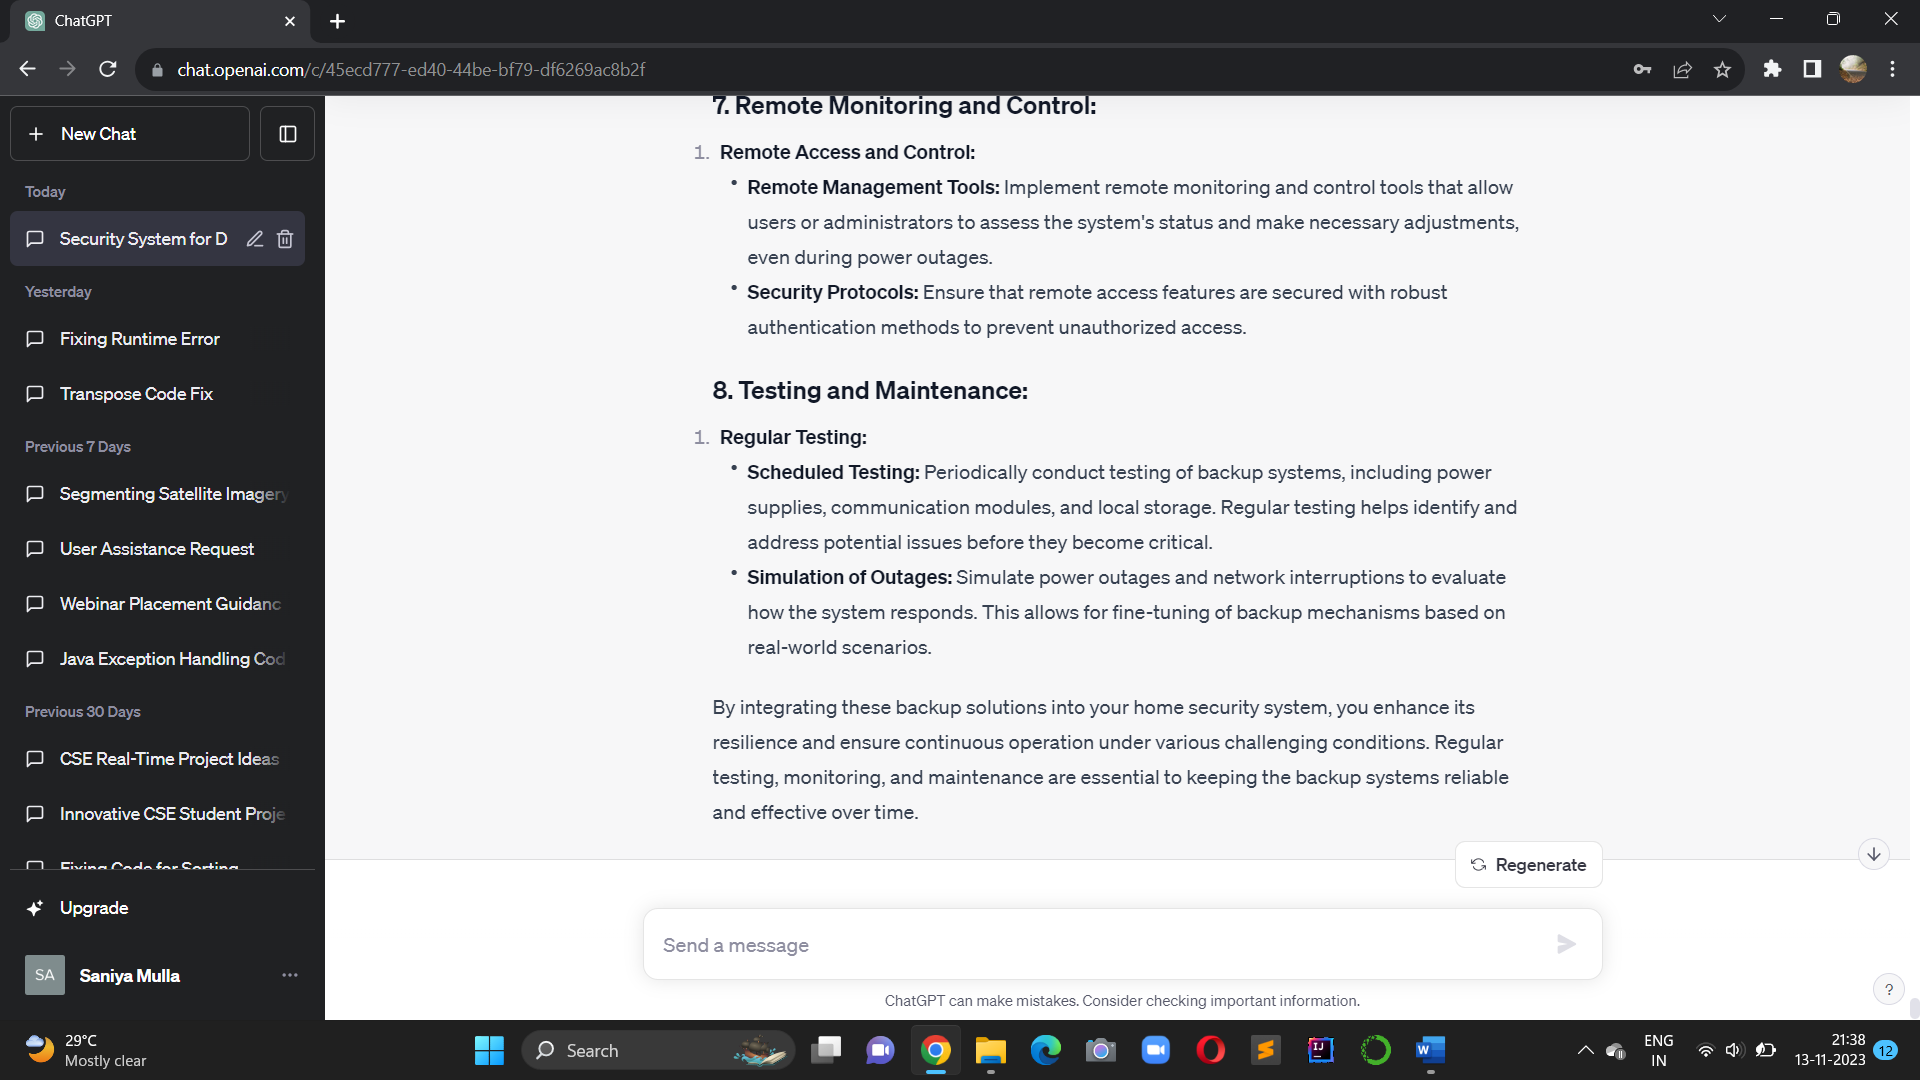 ChatGPT
chat.openai.com/c/45ecd777-ed40-44be-bf79-df6269ac8b2f
New Chat
Today
Security System for D
Yesterday
Fixing Runtime Error
Transpose Code Fix
Previous 7 Days
Segmenting Satellite Imagery
User Assistance Request
Webinar Placement Guidanc
Java Exception Handling Cod
Previous 30 Days
CSE Real-Time Project Ideas
Innovative CSE Student Proje
Fixing Code for Sorting
Upgrade
SA
Saniya Mulla
7. Remote Monitoring and Control:
1. Remote Access and Control:
• Remote Management Tools: Implement remote monitoring and control tools that allow
users or administrators to assess the system's status and make necessary adjustments,
even during power outages.
• Security Protocols: Ensure that remote access features are secured with robust
authentication methods to prevent unauthorized access.
8. Testing and Maintenance:
1. Regular Testing:
• Scheduled Testing: Periodically conduct testing of backup systems, including power
supplies, communication modules, and local storage. Regular testing helps identify and
address potential issues before they become critical.
• Simulation of Outages: Simulate power outages and network interruptions to evaluate
how the system responds. This allows for fine-tuning of backup mechanisms based on
real-world scenarios.
By integrating these backup solutions into your home security system, you enhance its
resilience and ensure continuous operation under various challenging conditions. Regular
testing, monitoring, and maintenance are essential to keeping the backup systems reliable
and effective over time.
Regenerate
Send a message
ChatGPT can make mistakes. Consider checking important information.
?
29°C
Mostly clear
Search
IJ
W
ENG
IN
21:38
13-11-2023
12